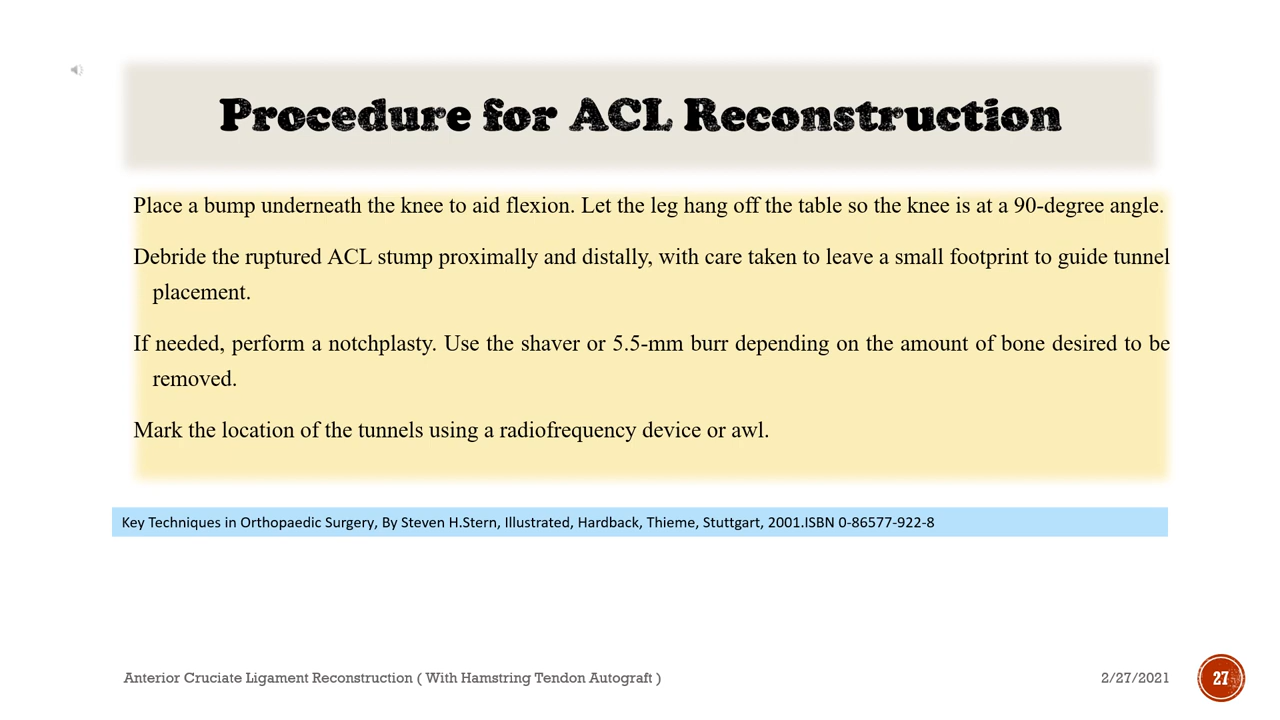 Procedure for ACL Reconstruction
Place a bump underneath the knee to aid flexion. Let the leg hang off the table so the knee is at a 90-degree angle.
Debride the ruptured ACL stump proximally and distally, with care taken to leave a small footprint to guide tunnel
placement.
If needed, perform a notchplasty. Use the shaver or 5.5-mm burr depending on the amount of bone desired to be
removed.
Mark the location of the tunnels using a radiofrequency device or awl.
Key Techniques in Orthopaedic Surgery, By Steven H.Stern, Illustrated, Hardback, Thieme, Stuttgart, 2001.ISBN 0-86577-922-8
Anterior Cruciate Ligament Reconstruction ( With Hamstring Tendon Autograft )
2/27/2021
27